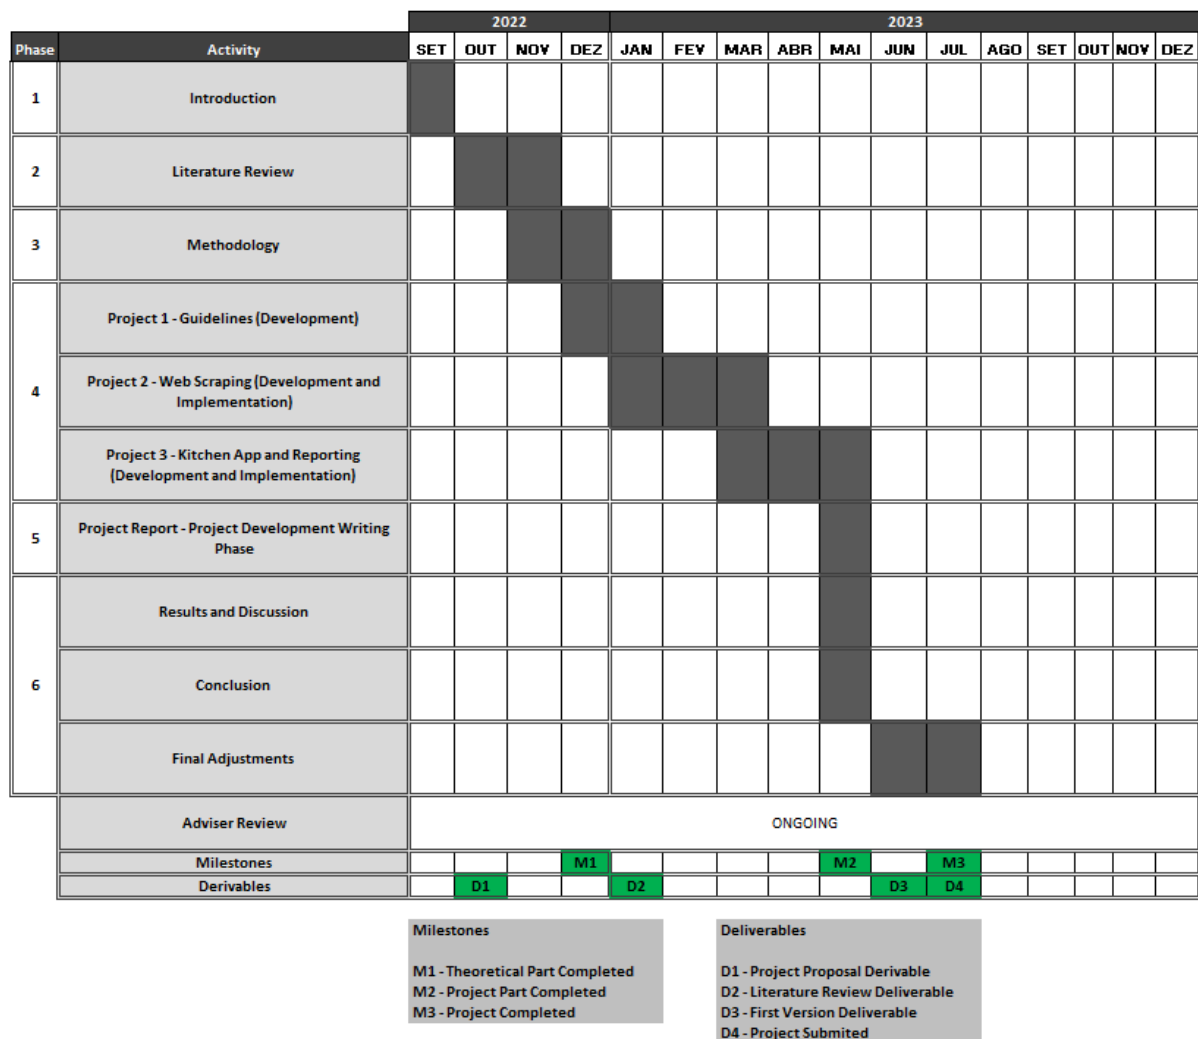 2022 2023
Phase Activity SET OUT NOV DEZ JAN FEV MAR ABR MAI JUN JUL AGO SET OUT NOV DEZ
1 Introduction
2 Literature Review
3 Methodology
Project 1 - Guidelines (Development)
4 Project 2 - Web Scraping (Development and
Implementation)
Project 3 - Kitchen App and Reporting
(Development and Implementation)
5 Project Report - Project Development Writing
Phase
Results and Discussion
6 Conclusion
Final Adjustments
Adviser Review ONGOING
Milestones M1 M2 M3
Derivables D1 D2 D3 D4
Milestones
M1 - Theoretical Part Completed
M2 - Project Part Completed
M3 - Project Completed
Deliverables
D1 - Project Proposal Derivable
D2 - Literature Review Deliverable
D3 - First Version Deliverable
D4 - Project Submited